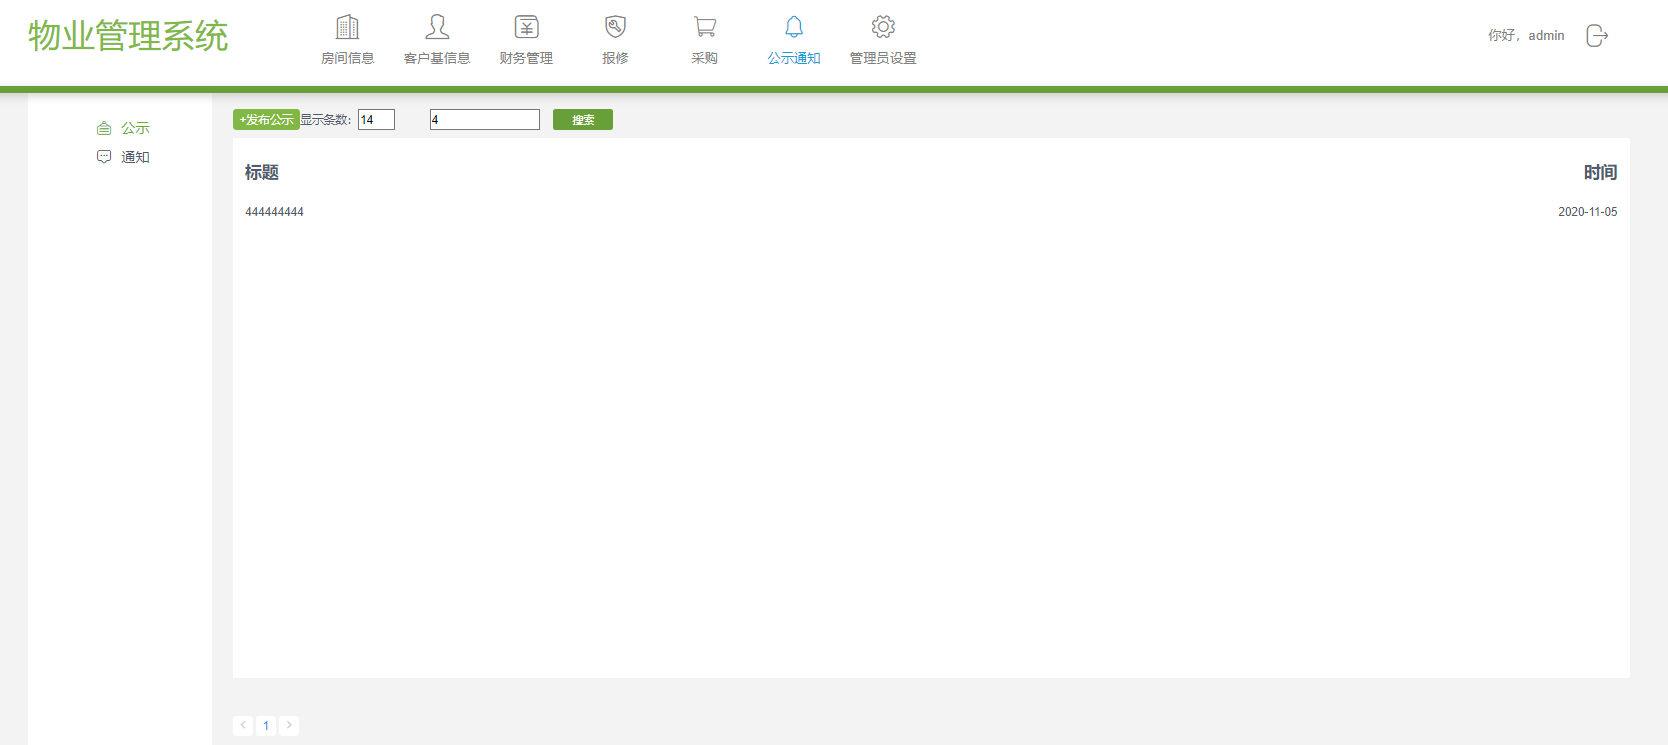 物业管理系统
房间信息 客户基信息 财务管理 报修 采购 公示通知 管理员设置
你好，admin
公示
通知
+发布公示 显示条数: 14 4 搜索
标题 时间
444444444 2020-11-05
< 1 >